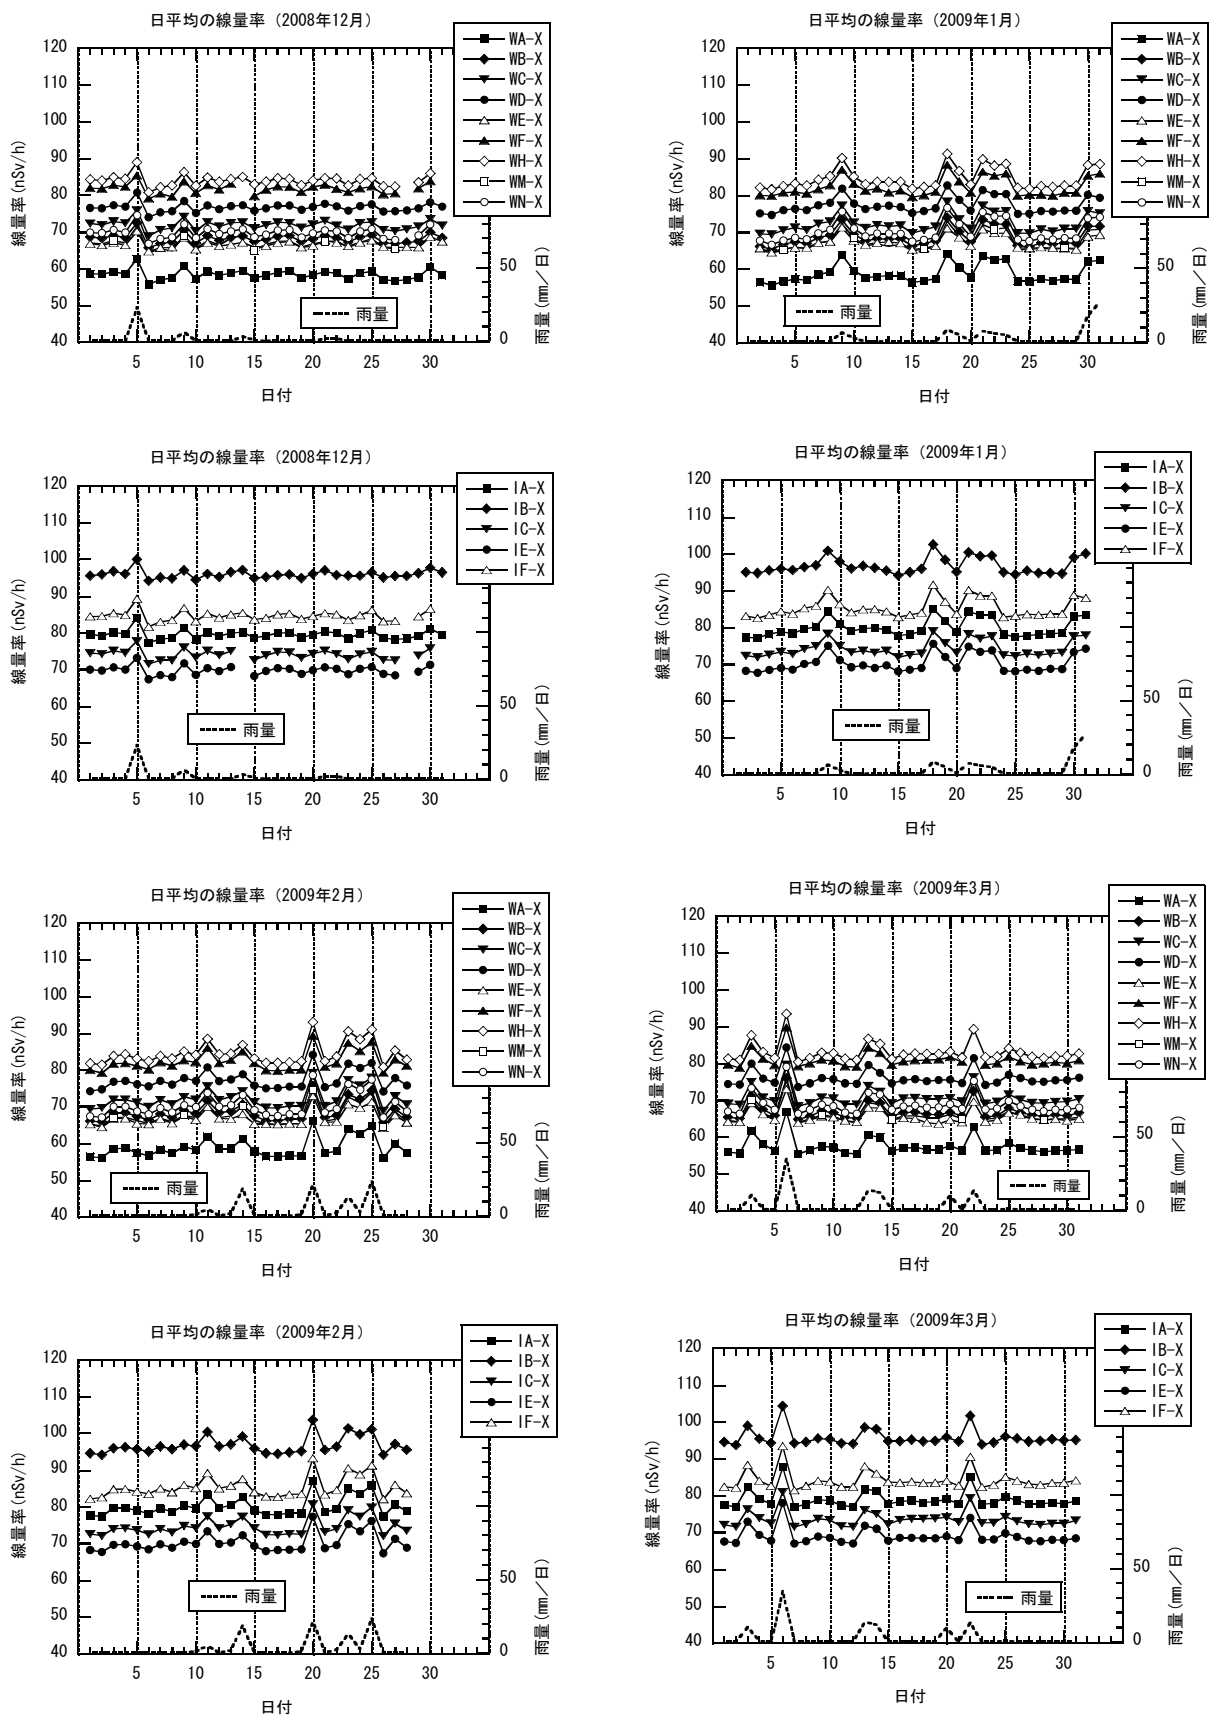 日平均の線量率（2008年12月）
線量率(nSv/h)
120
110
100
90
80
70
60
50
40
WA-X
WB-X
WC-X
WD-X
WE-X
WF-X
WH-X
WM-X
WN-X
雨量
50
0
雨量(㎜／日)
5 10 15 20 25 30
日付
日平均の線量率（2009年1月）
線量率(nSv/h)
120
110
100
90
80
70
60
50
40
WA-X
WB-X
WC-X
WD-X
WE-X
WF-X
WH-X
WM-X
WN-X
雨量
50
0
雨量(㎜／日)
5 10 15 20 25 30
日付
日平均の線量率（2008年12月）
線量率(nSv/h)
120
110
100
90
80
70
60
50
40
IA-X
IB-X
IC-X
IE-X
IF-X
雨量
50
0
雨量(㎜／日)
5 10 15 20 25 30
日付
日平均の線量率（2009年1月）
線量率(nSv/h)
120
110
100
90
80
70
60
50
40
IA-X
IB-X
IC-X
IE-X
IF-X
雨量
50
0
雨量(㎜／日)
5 10 15 20 25 30
日付
日平均の線量率（2009年2月）
線量率(nSv/h)
120
110
100
90
80
70
60
50
40
WA-X
WB-X
WC-X
WD-X
WE-X
WF-X
WH-X
WM-X
WN-X
雨量
50
0
雨量(㎜／日)
5 10 15 20 25 30
日付
日平均の線量率（2009年3月）
線量率(nSv/h)
120
110
100
90
80
70
60
50
40
WA-X
WB-X
WC-X
WD-X
WE-X
WF-X
WH-X
WM-X
WN-X
雨量
50
0
雨量(㎜／日)
5 10 15 20 25 30
日付
日平均の線量率（2009年2月）
線量率(nSv/h)
120
110
100
90
80
70
60
50
40
IA-X
IB-X
IC-X
IE-X
IF-X
雨量
50
0
雨量(㎜／日)
5 10 15 20 25 30
日付
日平均の線量率（2009年3月）
線量率(nSv/h)
120
110
100
90
80
70
60
50
40
IA-X
IB-X
IC-X
IE-X
IF-X
雨量
50
0
雨量(㎜／日)
5 10 15 20 25 30
日付